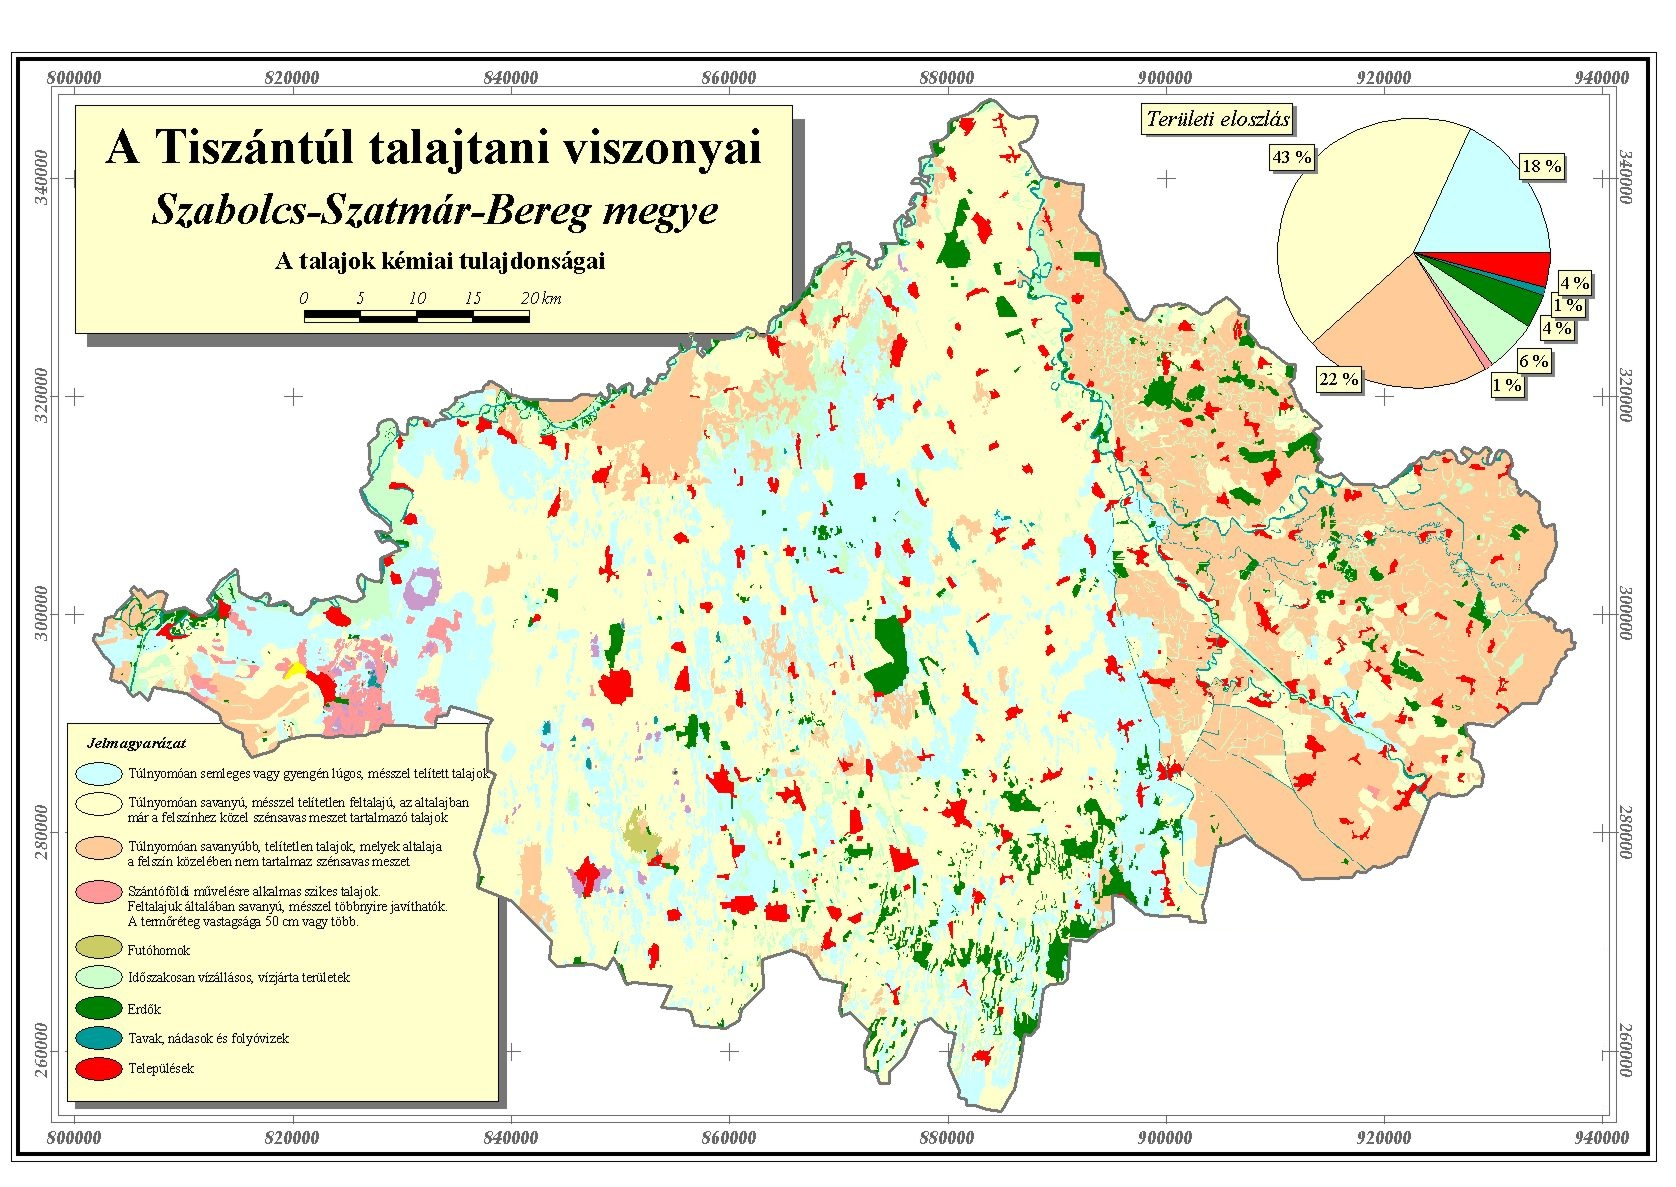 800000 820000 840000 860000 880000 900000 920000 940000
A Tiszántúl talajtani viszonyai
Szabolcs-Szatmár-Bereg megye
A talajok kémiai tulajdonságai
0 5 10 15 20 km
Területi eloszlás
43 %
18 %
4 %
1 %
4 %
6 %
1 %
22 %
340000
320000
300000
280000
260000
340000
320000
300000
280000
260000
Jelmagyarázat
Túlnyomóan semleges vagy gyengén lúgos, mésszel telített talajok
Túlnyomóan savanyú, mésszel telítetlen feltalajú, az altalajban
már a felszínhez közel szénsavas meszet tartalmazó talajok
Túlnyomóan savanyúbb, telítetlen talajok, melyek altalaja
a felszín közelében nem tartalmaz szénsavas meszet
Szántóföldi művelésre alkalmas szikes talajok.
Feltalajuk általában savanyú, mésszel többnyire javíthatók.
A termőréteg vastagsága 50 cm vagy több.
Futóhomok
Időszakosan vízállásos, vízjárta területek
Erdők
Tavak, nádasok és folyóvizek
Települések
800000 820000 840000 860000 880000 900000 920000 940000